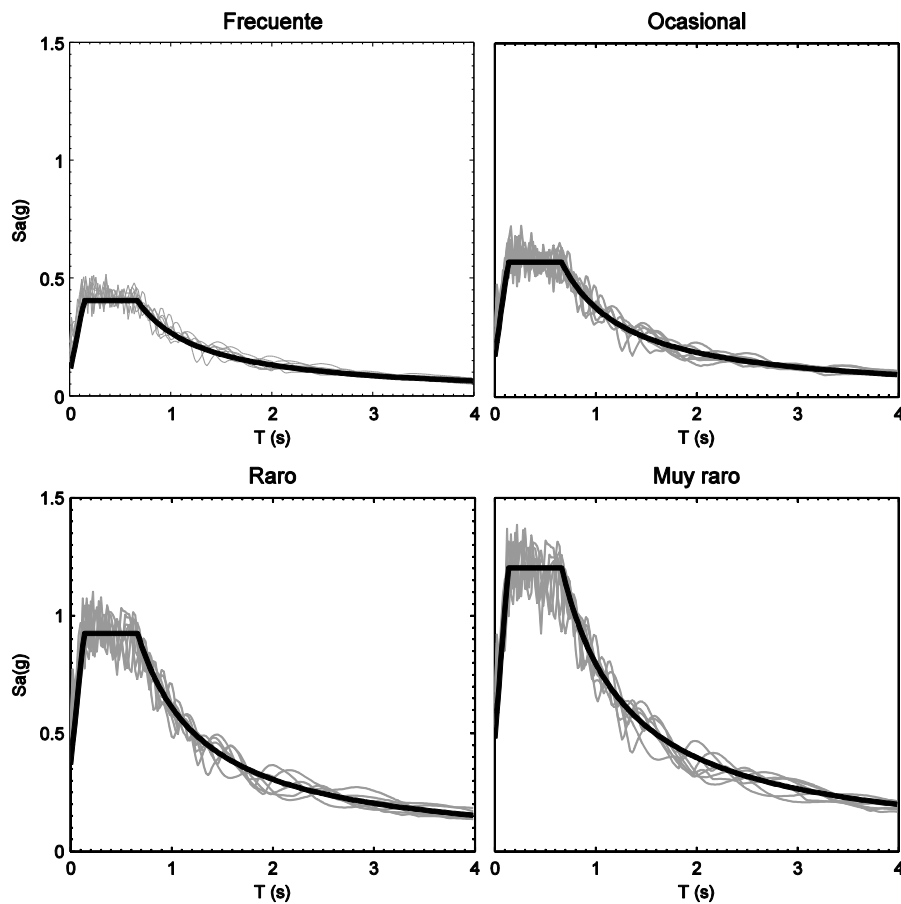 Frecuente
Ocasional
1.5
1
0.5
0
Sa(g)
0 1 2 3 4
T (s)
0 1 2 3 4
T (s)
Raro
Muy raro
1.5
1
0.5
0
Sa(g)
0 1 2 3 4
T (s)
0 1 2 3 4
T (s)